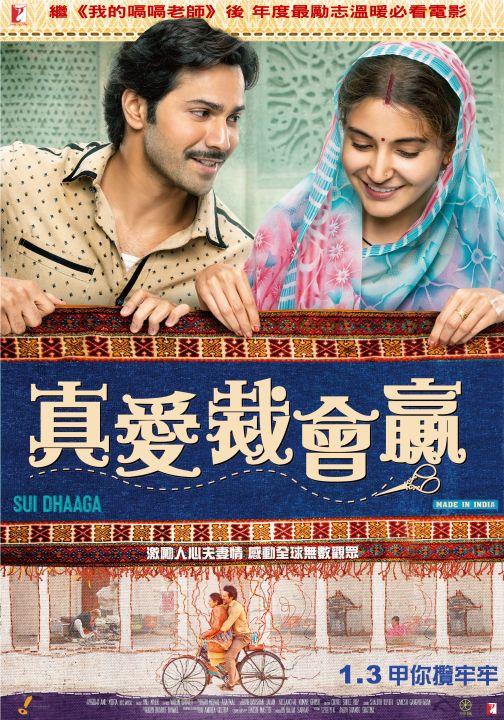 繼《我的嗝嗝老師》後 年度最勵志溫暖必看電影
真愛裁會贏
SUI DHAAGA
MADE IN INDIA
激勵人心夫妻情 感動全球無數觀眾
1.3 甲你攬牢牢